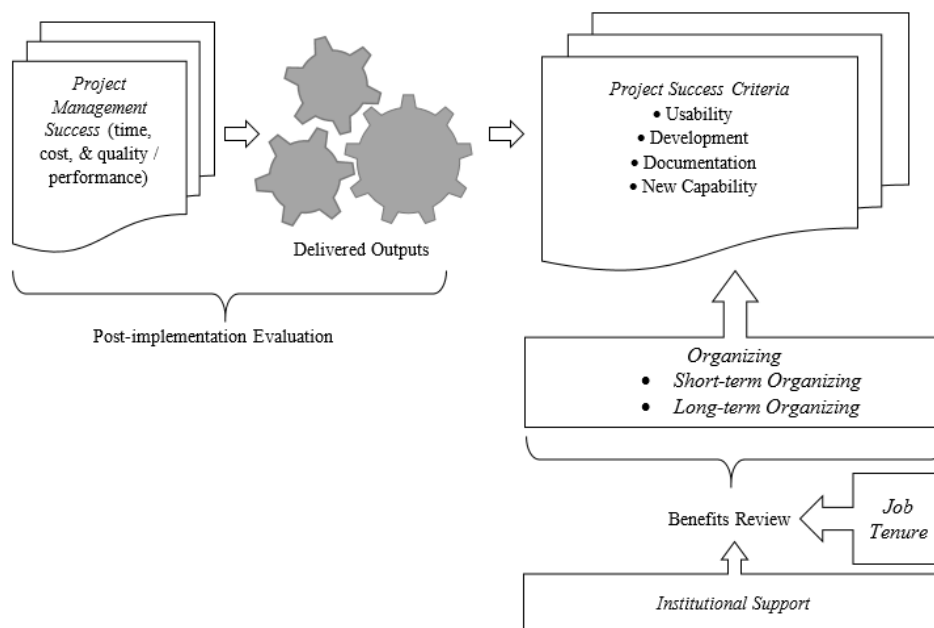 Project
Management
Success (time,
cost, & quality /
performance)
Delivered Outputs
Post-implementation Evaluation
Project Success Criteria
• Usability
• Development
• Documentation
• New Capability
Organizing
• Short-term Organizing
• Long-term Organizing
Benefits Review
Job
Tenure
Institutional Support